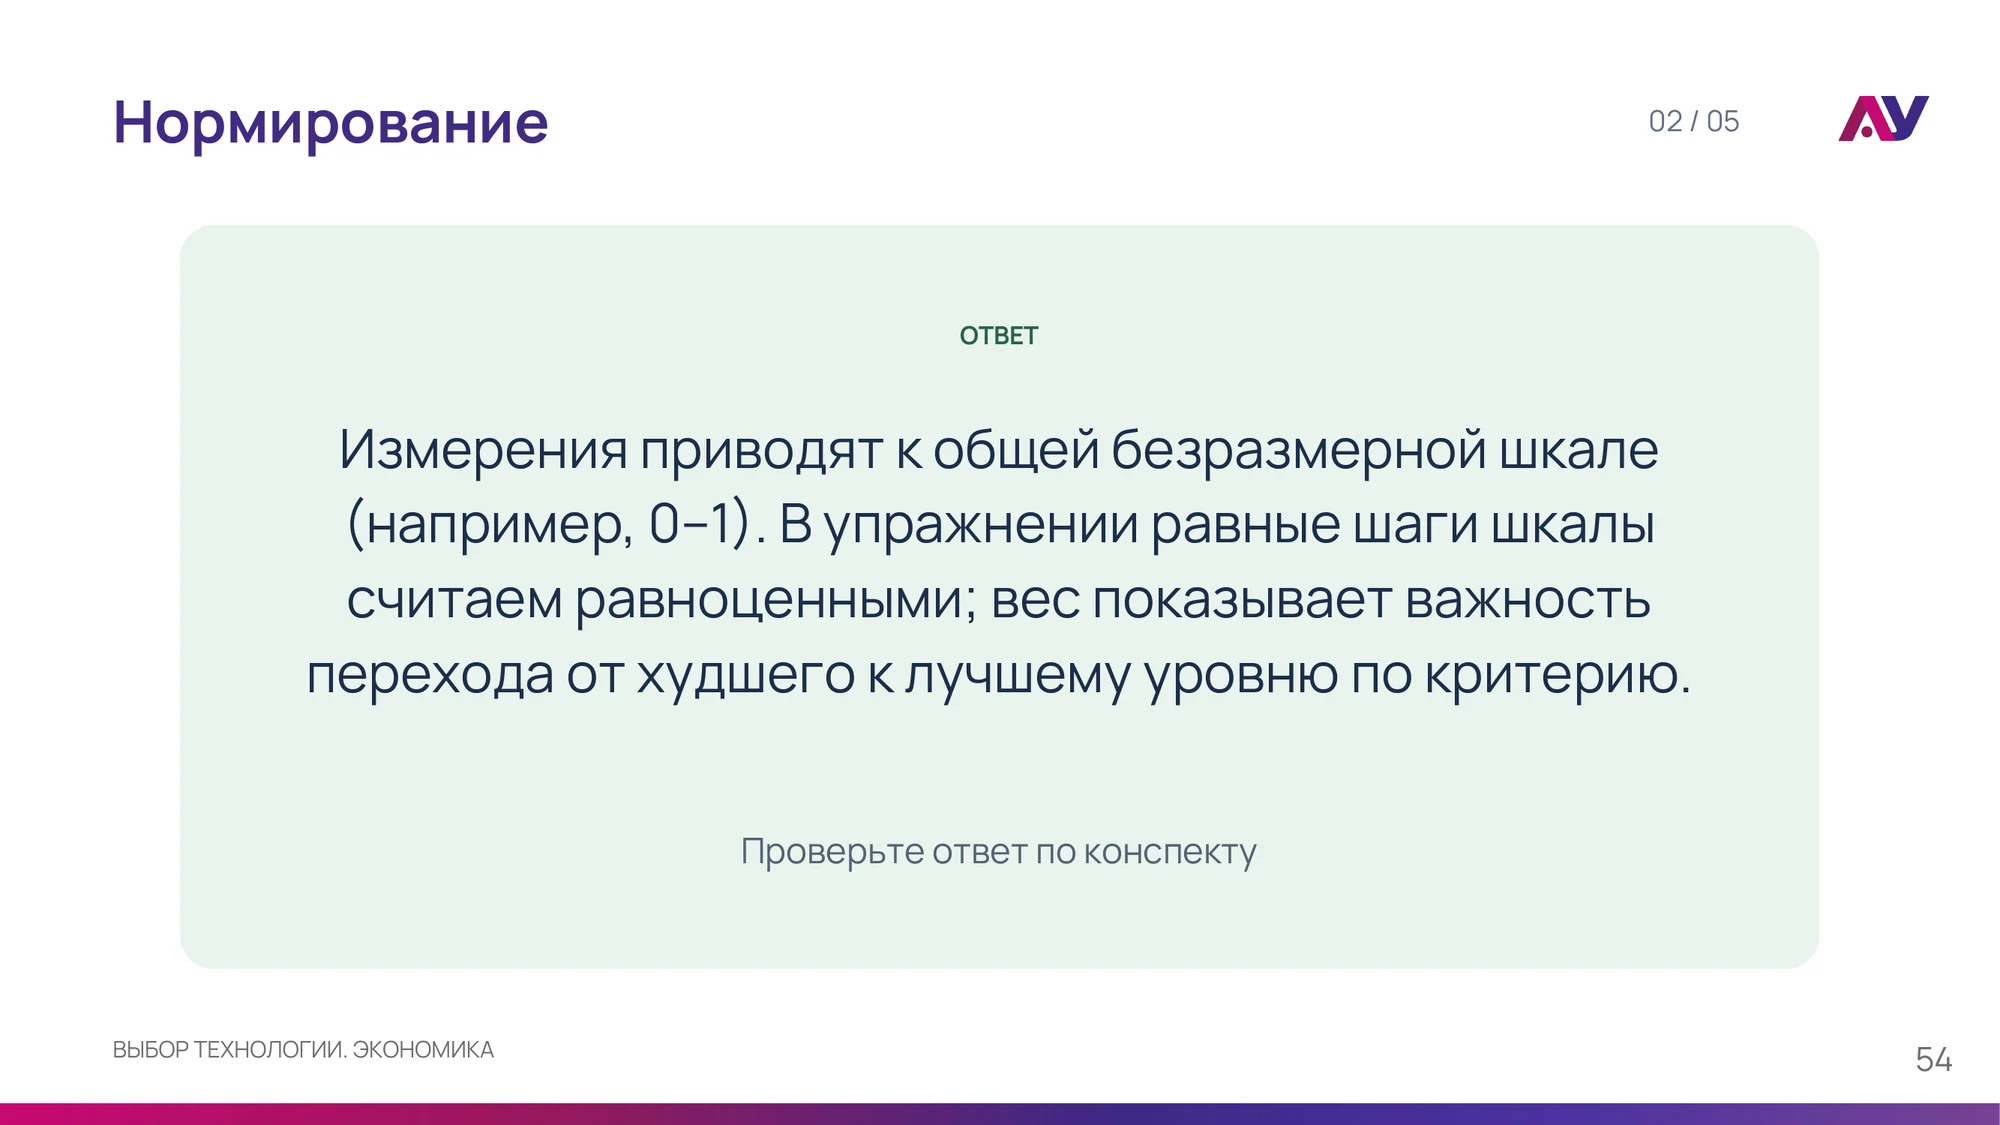 Нормирование
02 / 05
АУ
ОТВЕТ
Измерения приводят к общей безразмерной шкале
(например, 0–1). В упражнении равные шаги шкалы
считаем равноценными; вес показывает важность
перехода от худшего к лучшему уровню по критерию.
Проверьте ответ по конспекту
ВЫБОР ТЕХНОЛОГИИ. ЭКОНОМИКА
54